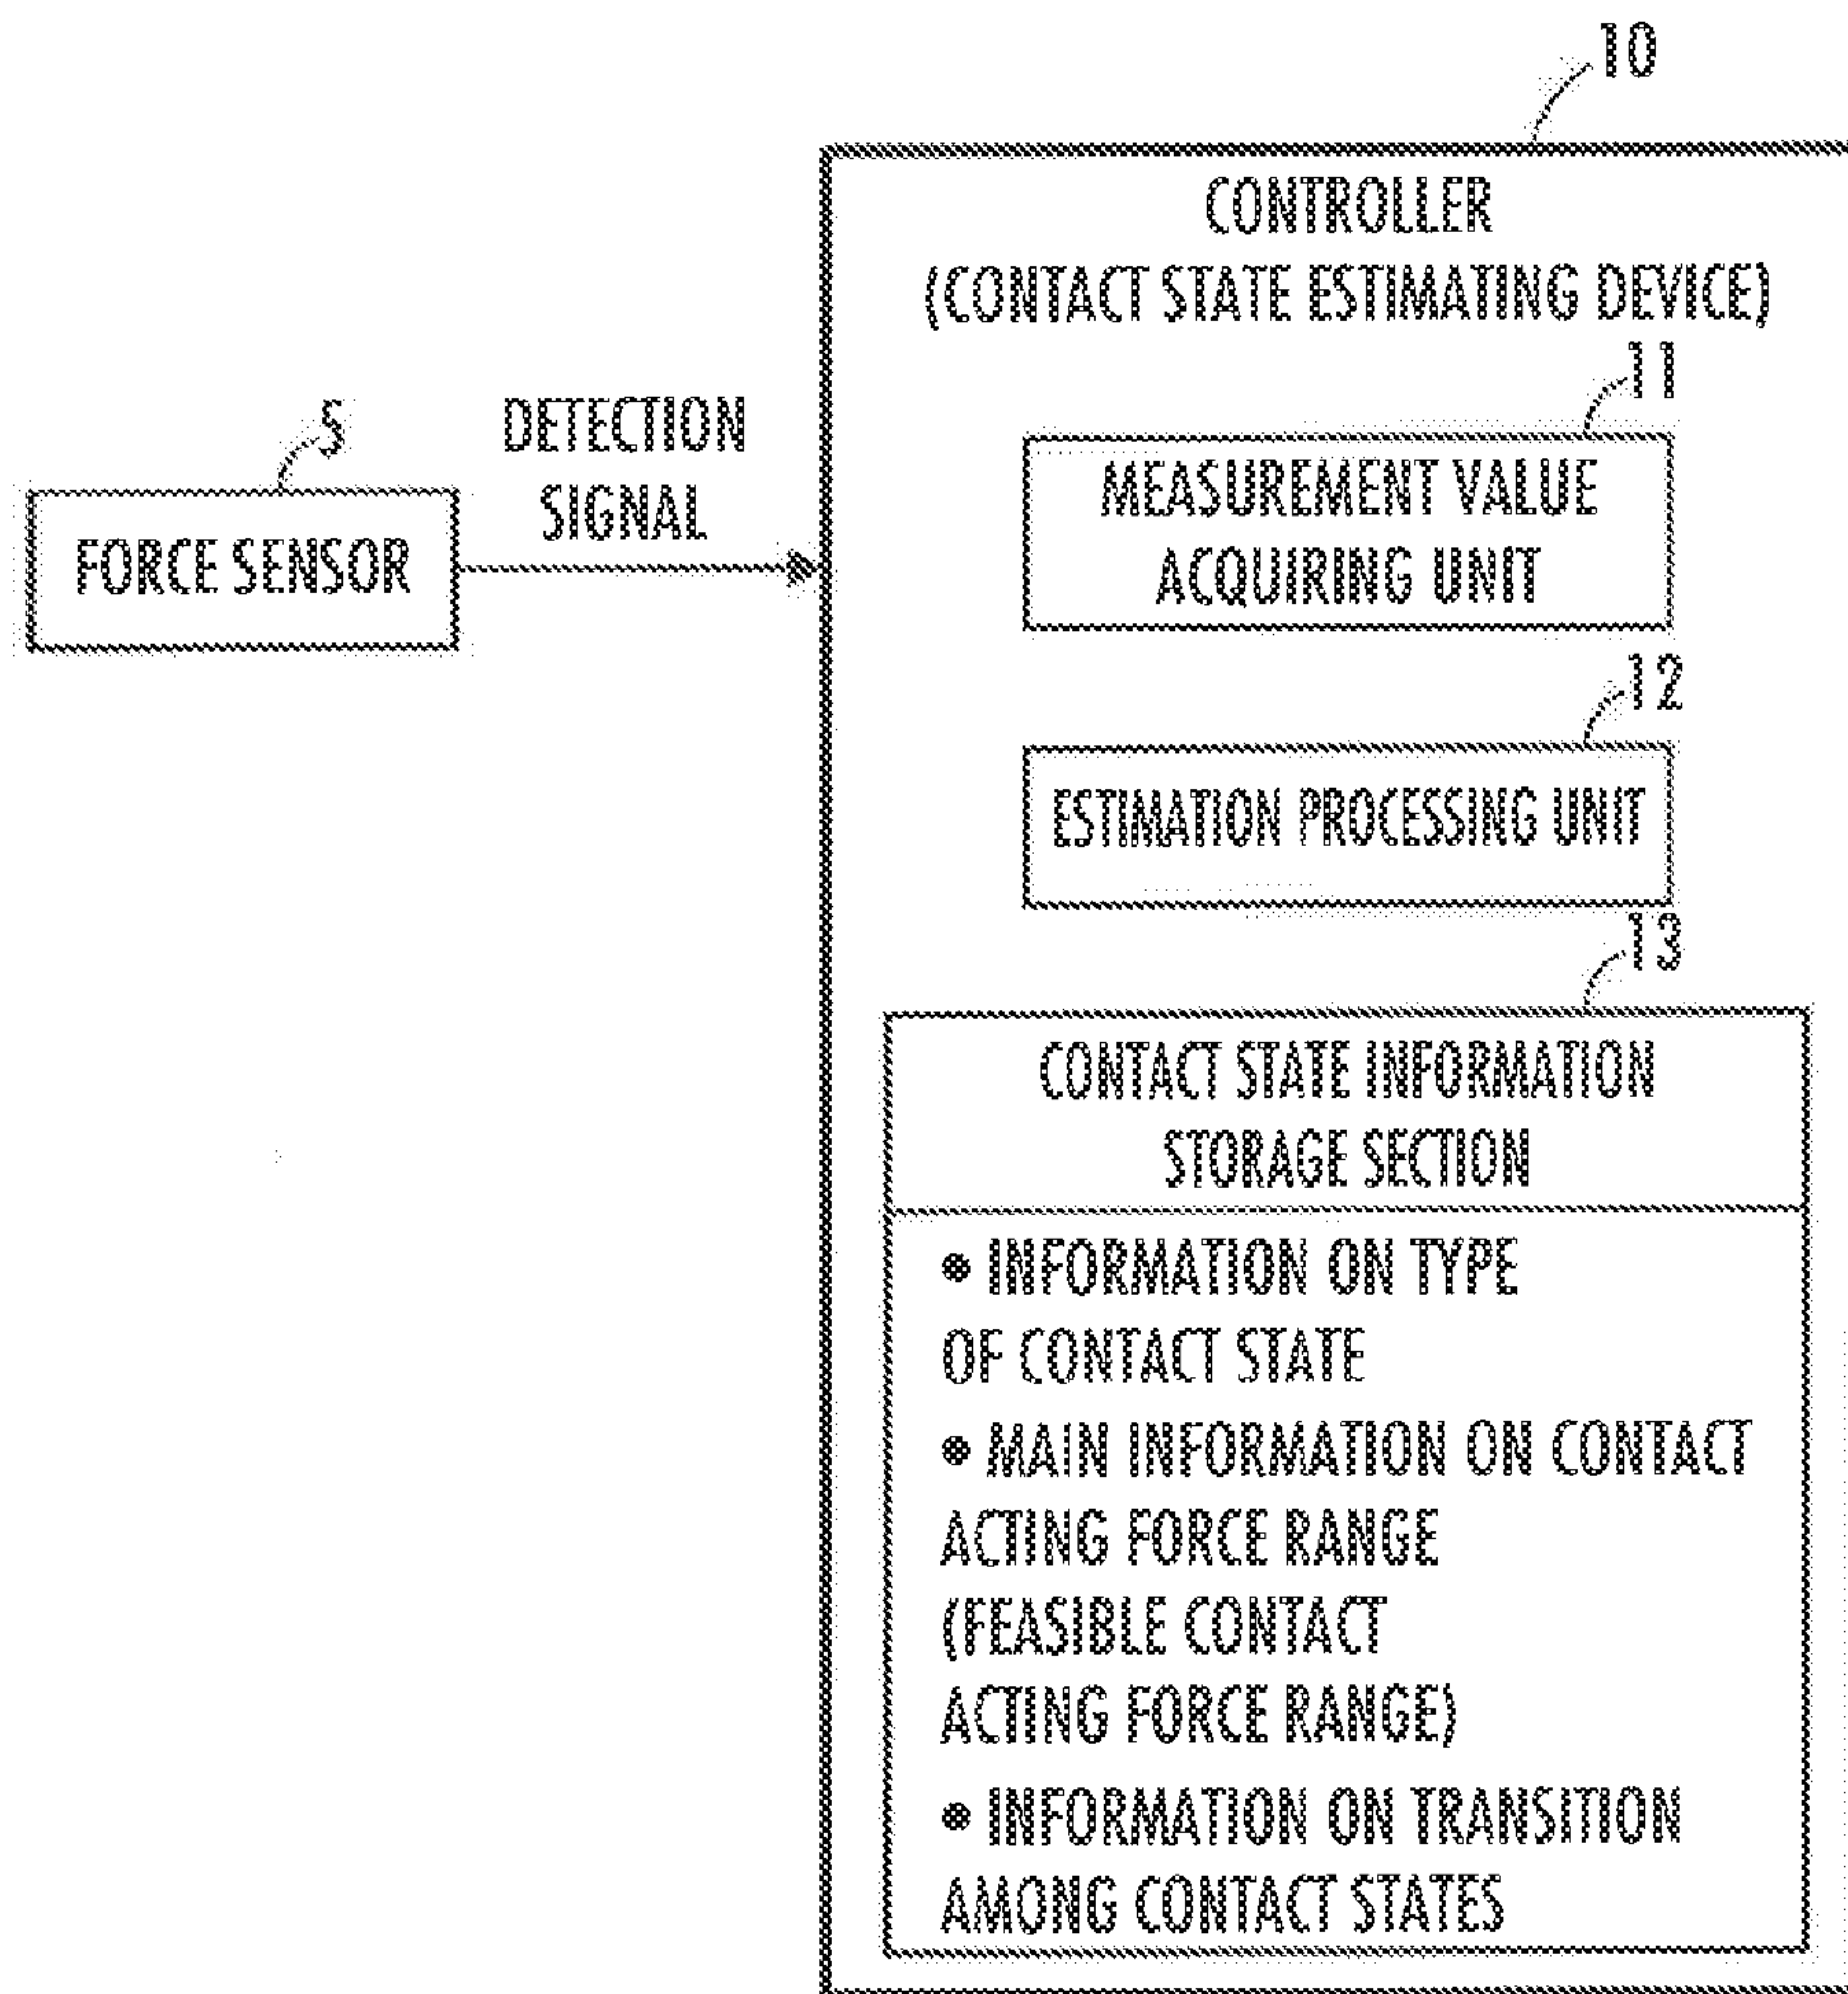 10
CONTROLLER
(CONTACT STATE ESTIMATING DEVICE)
11
5
DETECTION
SIGNAL
FORCE SENSOR
MEASUREMENT VALUE
ACQUIRING UNIT
12
ESTIMATION PROCESSING UNIT
13
CONTACT STATE INFORMATION
STORAGE SECTION
● INFORMATION ON TYPE
OF CONTACT STATE
● MAIN INFORMATION ON CONTACT
ACTING FORCE RANGE
(FEASIBLE CONTACT
ACTING FORCE RANGE)
● INFORMATION ON TRANSITION
AMONG CONTACT STATES